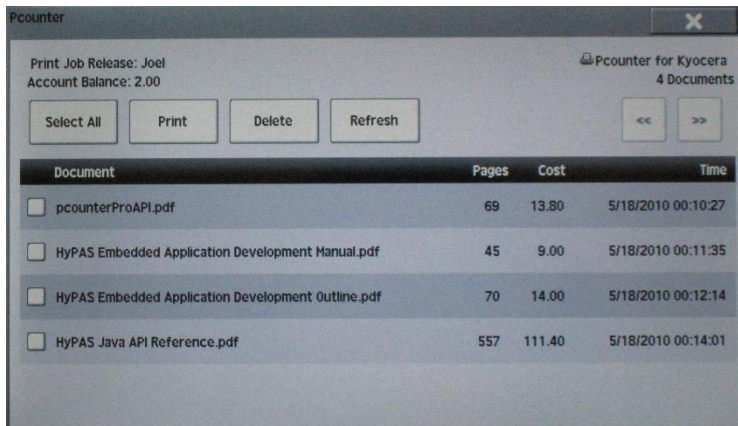 Pcounter
Print Job Release: Joel
Pcounter for Kyocera
Account Balance: 2.00
4 Documents
Select All Print Delete Refresh << >>
Document Pages Cost Time
pcounterProAPI.pdf 69 13.80 5/18/2010 00:10:27
HyPAS Embedded Application Development Manual.pdf 45 9.00 5/18/2010 00:11:35
HyPAS Embedded Application Development Outline.pdf 70 14.00 5/18/2010 00:12:14
HyPAS Java API Reference.pdf 557 111.40 5/18/2010 00:14:01